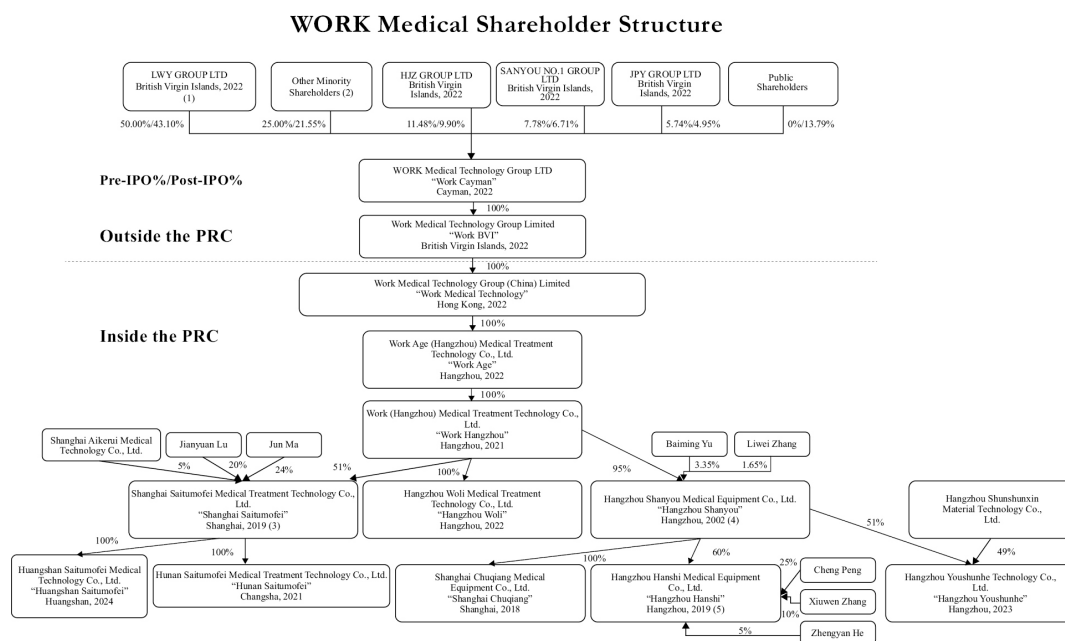 WORK Medical Shareholder Structure
LWY GROUP LTD
British Virgin Islands, 2022
(1)
Other Minority
Shareholders (2)
HJZ GROUP LTD
British Virgin
Islands, 2022
SANYOU NO.1 GROUP
LTD
British Virgin Islands,
2022
JPY GROUP LTD
British Virgin
Islands, 2022
Public
Shareholders
50.00%/43.10%
25.00%/21.55%
11.48%/9.90%
7.78%/6.71%
5.74%/4.95%
0%/13.79%
Pre-IPO%/Post-IPO%
WORK Medical Technology Group LTD
“Work Cayman”
Cayman, 2022
100%
Outside the PRC
Work Medical Technology Group Limited
“Work BVI”
British Virgin Islands, 2022
100%
Work Medical Technology Group (China) Limited
“Work Medical Technology”
Hong Kong, 2022
Inside the PRC
100%
Work Age (Hangzhou) Medical Treatment
Technology Co., Ltd.
“Work Age”
Hangzhou, 2022
100%
Work (Hangzhou) Medical Treatment Technology Co.,
Ltd.
“Work Hangzhou”
Hangzhou, 2021
Shanghai Aikerui Medical
Technology Co., Ltd.
Jianyuan Lu
Jun Ma
Baiming Yu
Liwei Zhang
5%
20%
24%
51%
100%
95%
3.35%
1.65%
Shanghai Saitumofei Medical Treatment Technology Co.,
Ltd.
“Shanghai Saitumofei”
Shanghai, 2019 (3)
Hangzhou Woli Medical Treatment
Technology Co., Ltd.
“Hangzhou Woli”
Hangzhou, 2022
Hangzhou Shanyou Medical Equipment Co., Ltd.
“Hangzhou Shanyou”
Hangzhou, 2002 (4)
Hangzhou Shunshunxin
Material Technology Co.,
Ltd.
100%
100%
100%
60%
51%
49%
Huangshan Saitumofei Medical
Technology Co., Ltd.
“Huangshan Saitumofei”
Huangshan, 2024
Hunan Saitumofei Medical Treatment Technology Co., Ltd.
“Hunan Saitumofei”
Changsha, 2021
Shanghai Chuqiang Medical
Equipment Co., Ltd.
“Shanghai Chuqiang”
Shanghai, 2018
Hangzhou Hanshi Medical Equipment
Co., Ltd.
“Hangzhou Hanshi”
Hangzhou, 2019 (5)
25%
Cheng Peng
10%
Xiuwen Zhang
5%
Zhengyan He
Hangzhou Youshunhe Technology Co.,
Ltd.
“Hangzhou Youshunhe”
Hangzhou, 2023